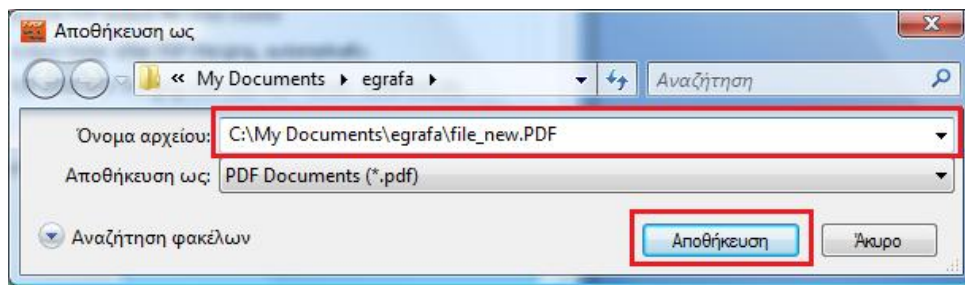 Αποθήκευση ως
« My Documents egrafa Αναζήτηση
Όνομα αρχείου: C:\My Documents\egrafa\file_new.PDF
Αποθήκευση ως: PDF Documents (*.pdf)
Αναζήτηση φακέλων Αποθήκευση Άκυρο